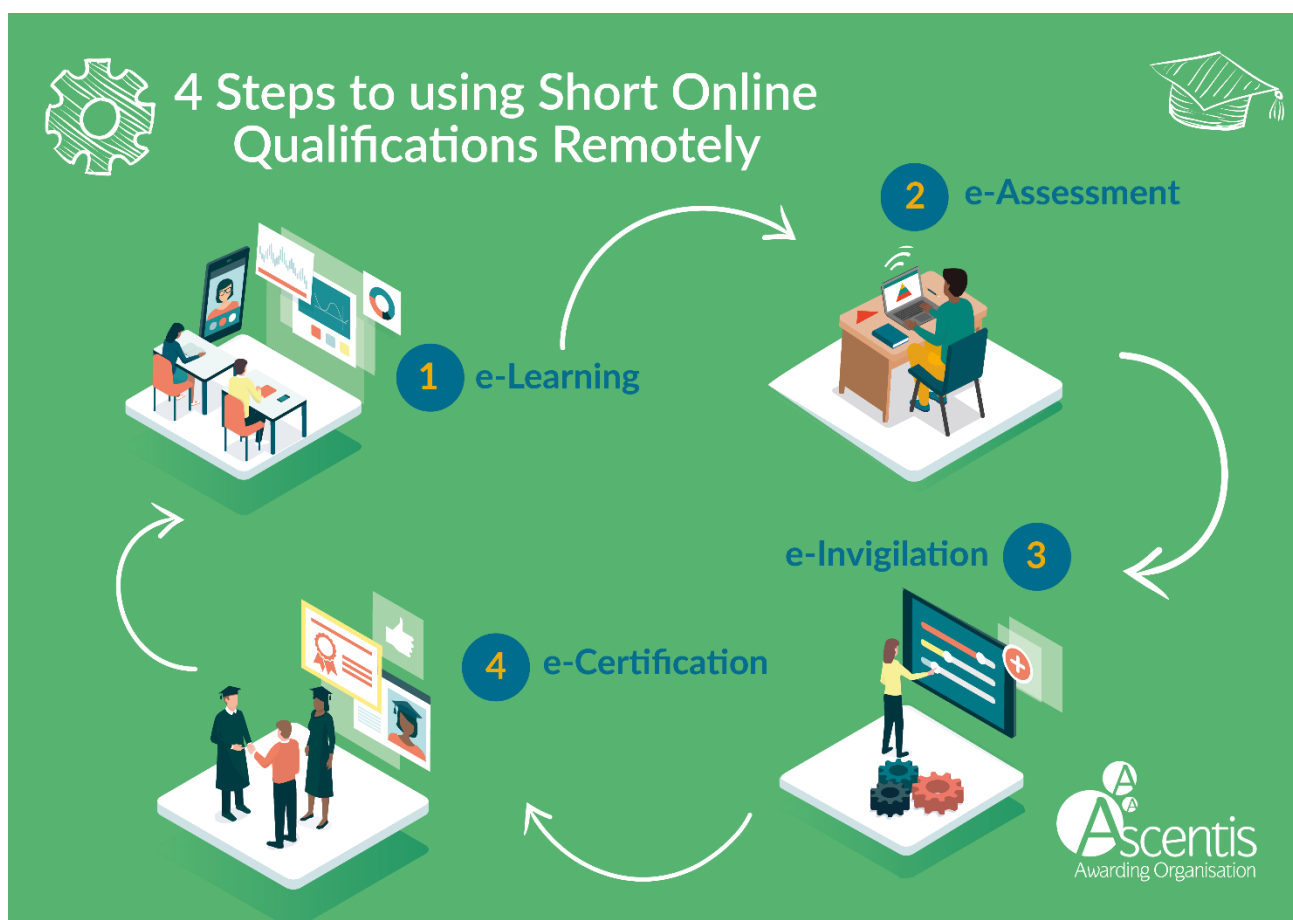 4 Steps to using Short Online
Qualifications Remotely
1 e-Learning
2 e-Assessment
e-Invigilation 3
4 e-Certification
A
A
Ascentis
Awarding Organisation